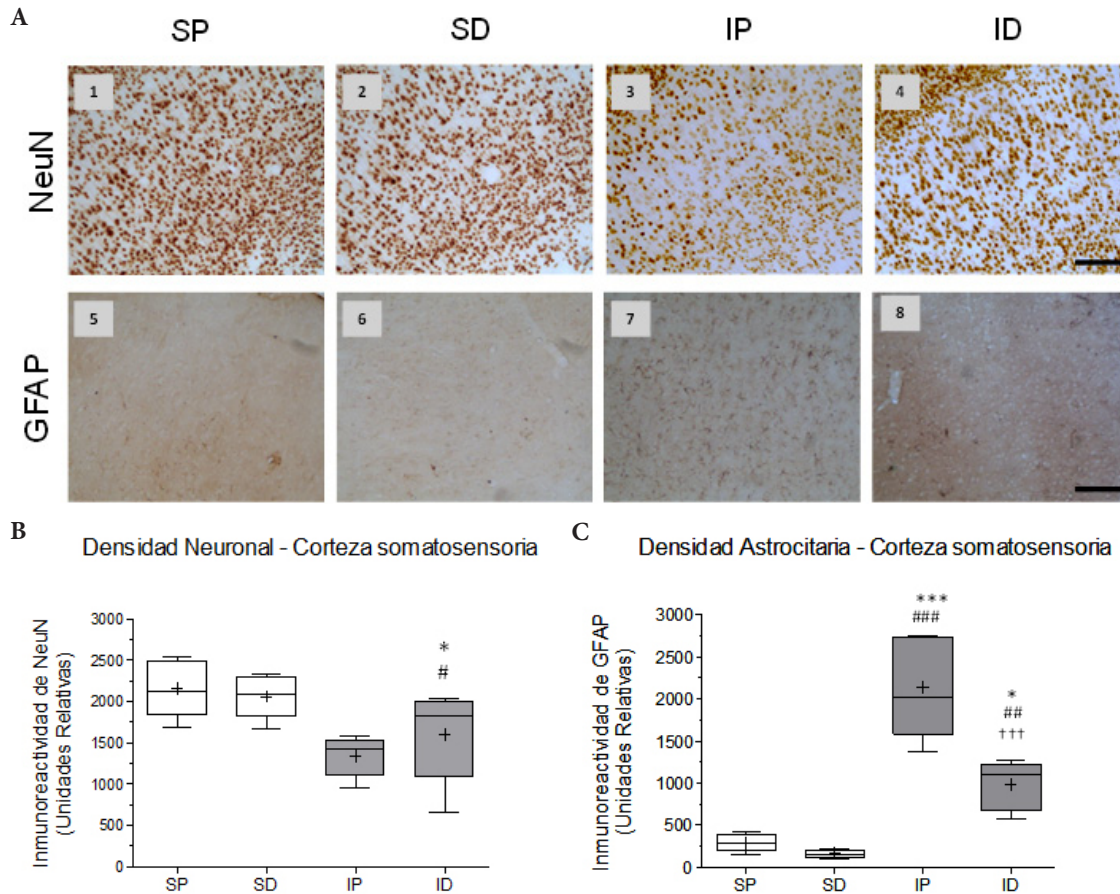 A
SP SD IP ID
NeuN
1 2 3 4
GFAP
5 6 7 8
B
Densidad Neuronal - Corteza somatosensoria
Inmunoreactividad de NeuN
(Unidades Relativas)
3000
2500
2000
1500
1000
500
0
*
#
SP SD IP ID
C
Densidad Astrocitaria - Corteza somatosensoria
Inmunoreactividad de GFAP
(Unidades Relativas)
3000
2500
2000
1500
1000
500
0
***
###
*
##
†††
SP SD IP ID